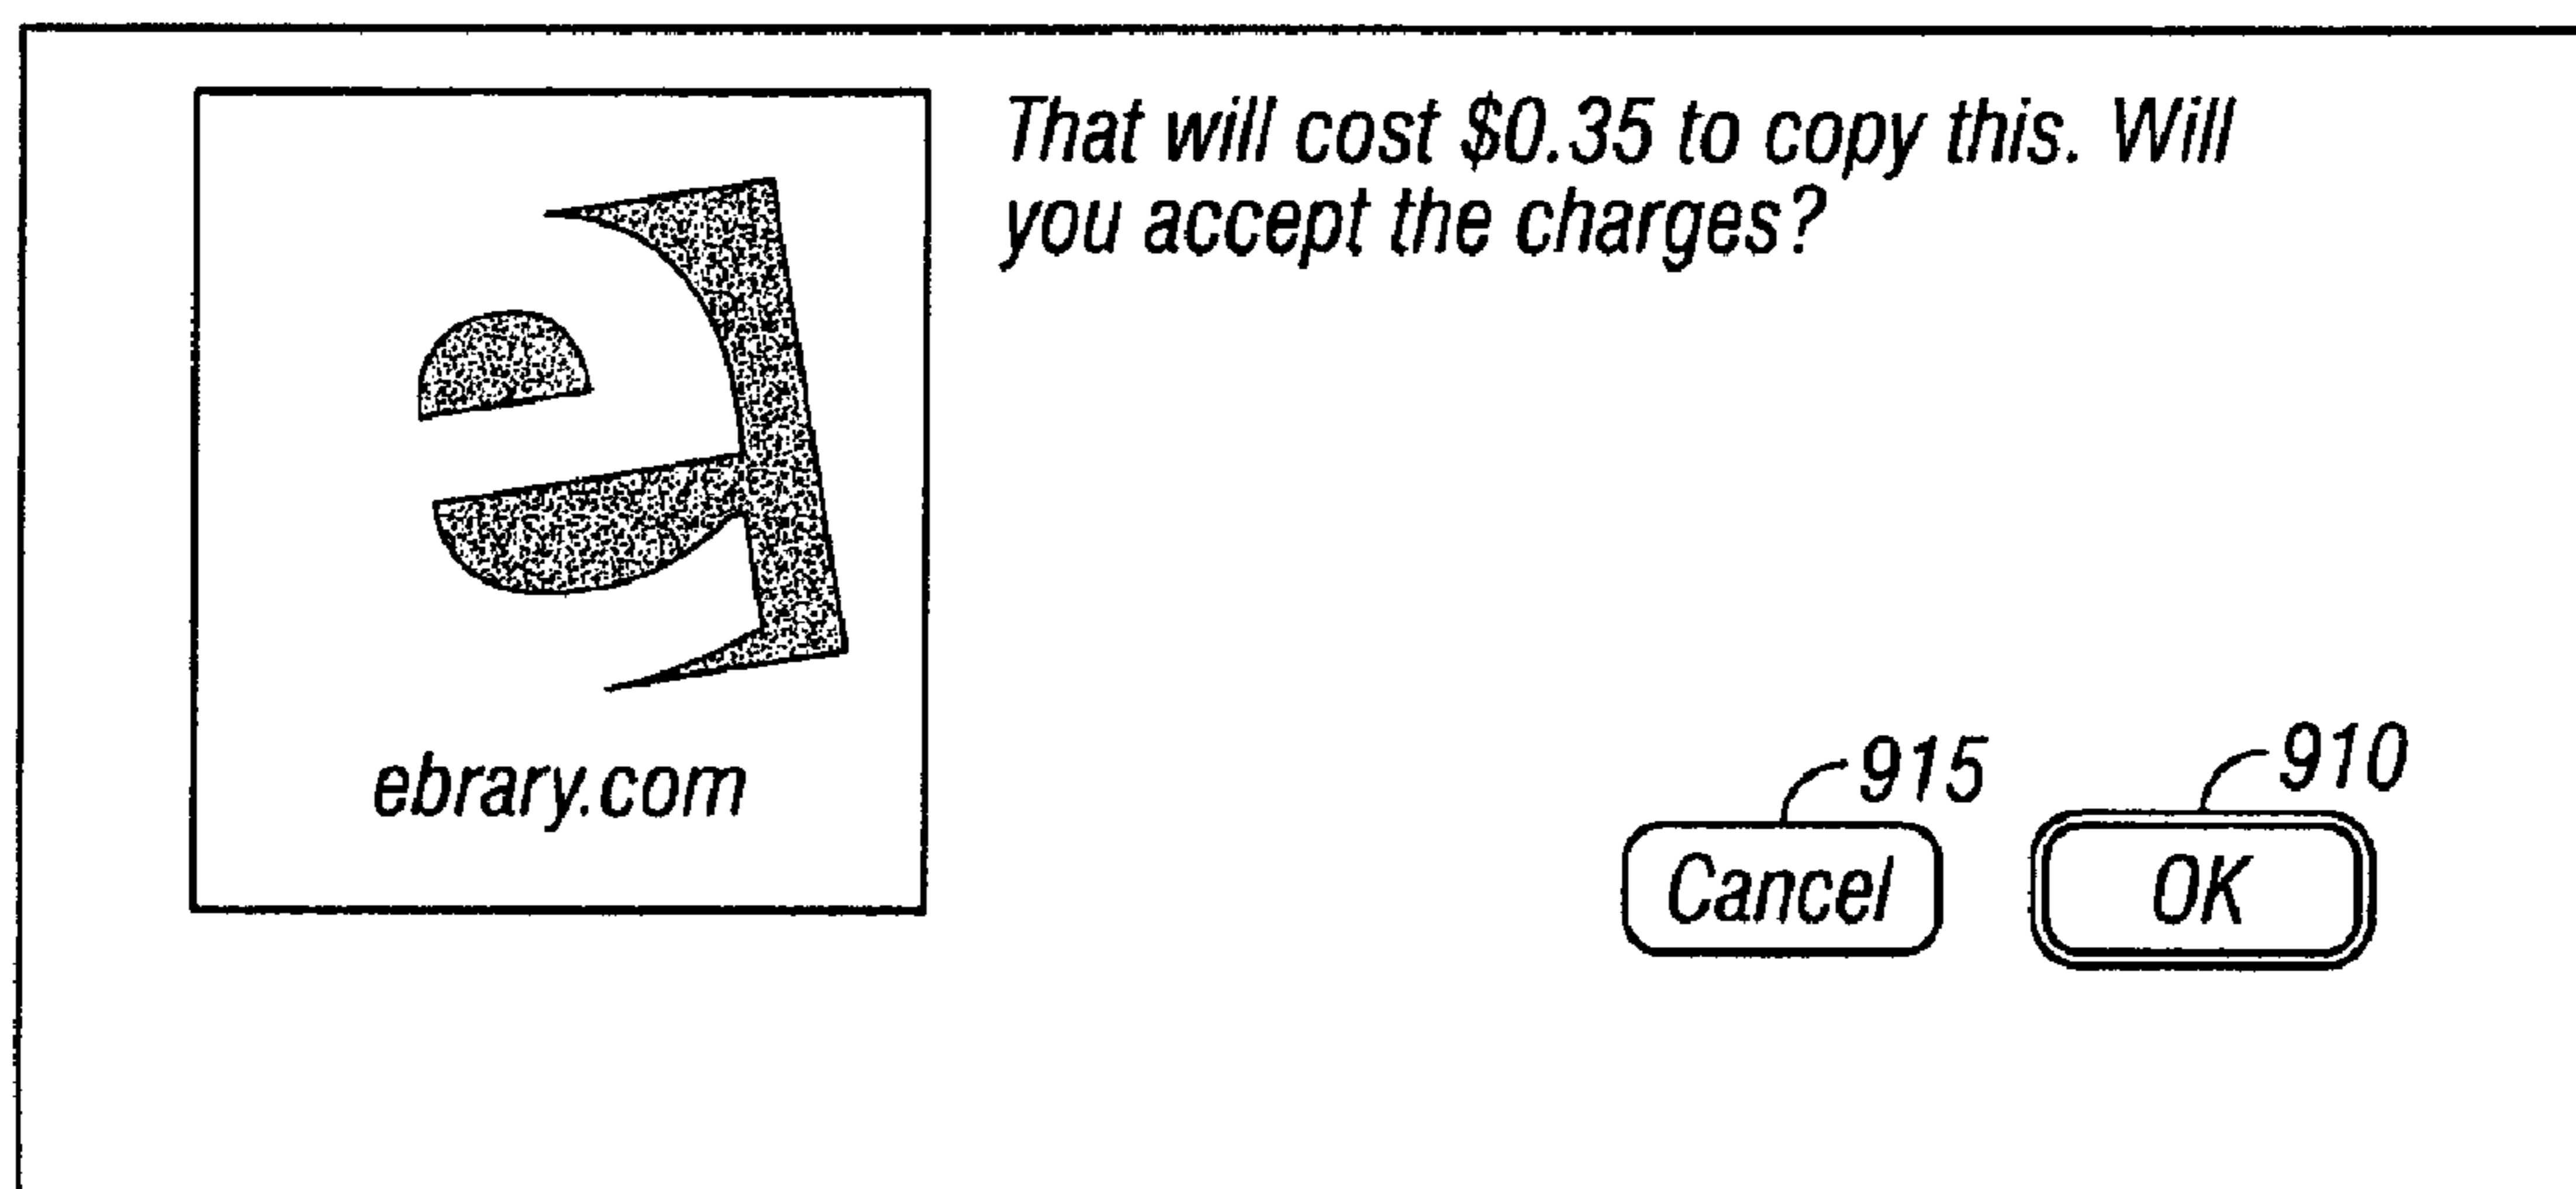 That will cost $0.35 to copy this. Will
you accept the charges?
e
ebrary.com
915
910
Cancel
OK